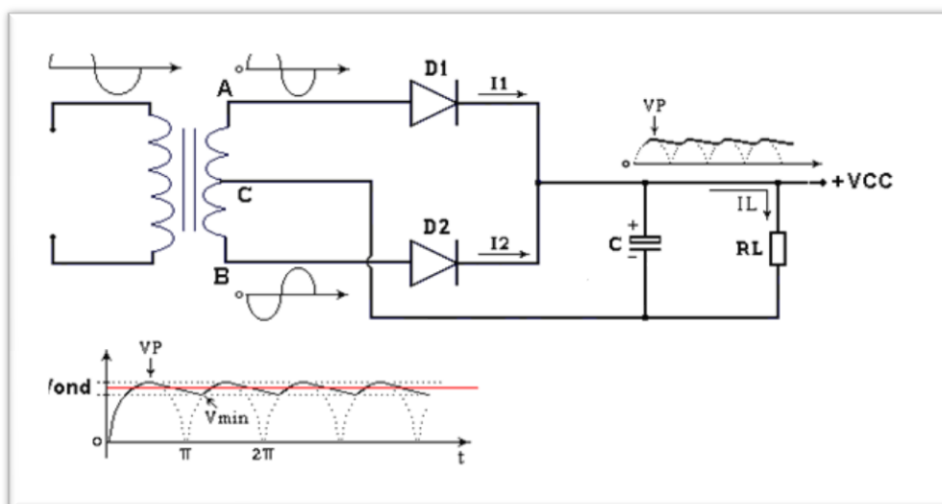 A
D1
I1
VP
C
+VCC
IL
D2
I2
C
+
−
RL
B
VP
Vmin
π
2π
t